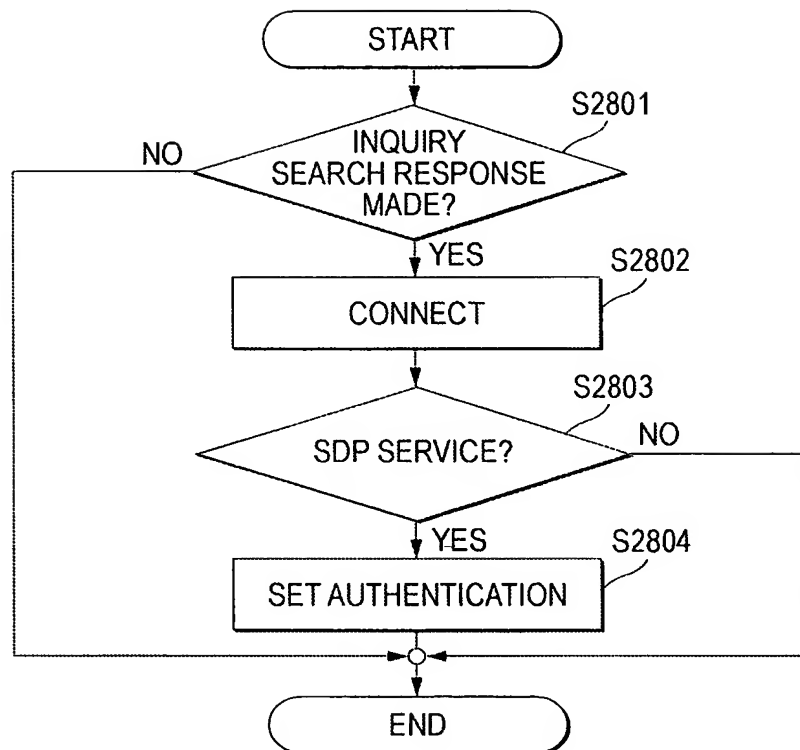 START
S2801
NO
INQUIRY
SEARCH RESPONSE
MADE?
YES
S2802
CONNECT
S2803
SDP SERVICE?
NO
YES
S2804
SET AUTHENTICATION
END